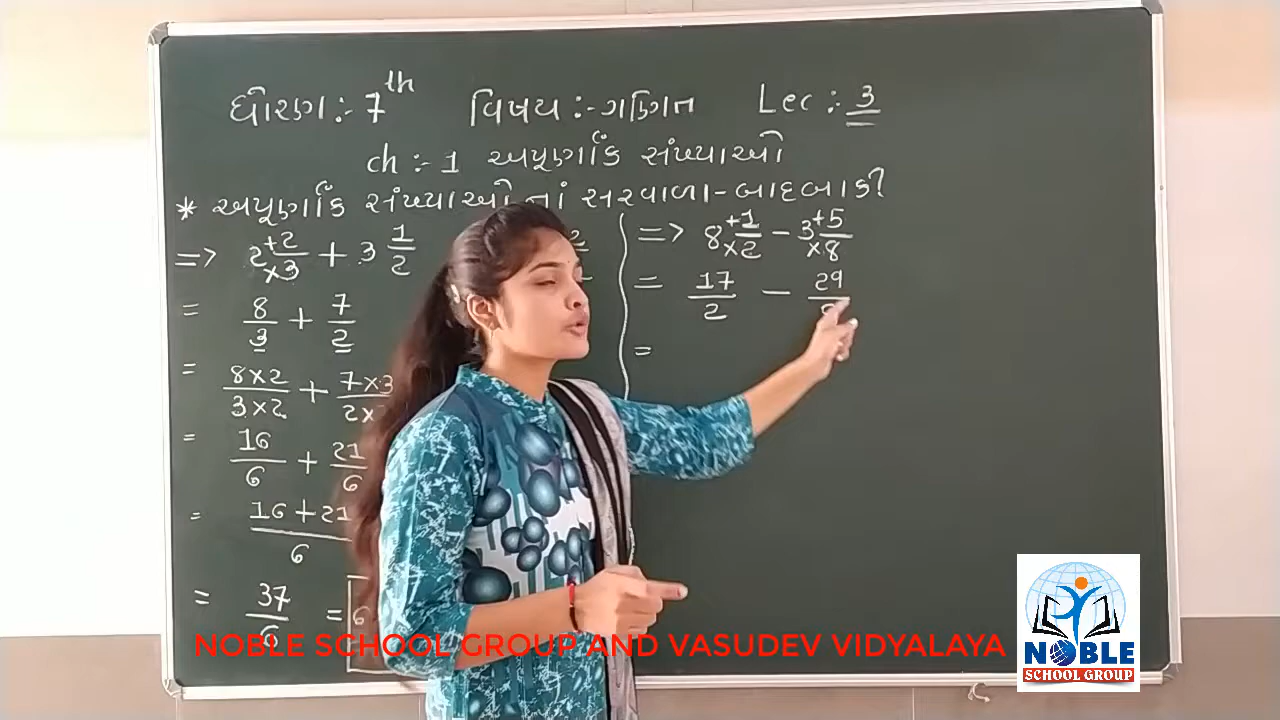 ધોરણ :- 7th વિષય :- ગણિત Lec :- 3
ch :- 1 અપૂર્ણાંક સંખ્યાઓ
* અપૂર્ણાંક સંખ્યાઓનાં સરવાળા - બાદબાકી
=> 2 +2/×3 + 3 1/2
= 8/3 + 7/2
= 8×2/3×2 + 7×3/2×
= 16/6 + 21/6
= 16+21/6
= 37/6 = 6
=> 8 +1/×2 - 3 +5/×8
= 17/2 - 29/
=
NOBLE SCHOOL GROUP AND VASUDEV VIDYALAYA
NOBLE
SCHOOL GROUP